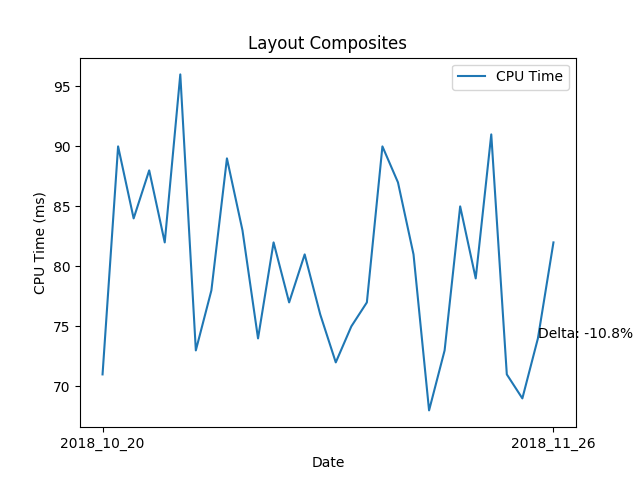 Layout Composites
CPU Time
95
90
85
80
75
70
CPU Time (ms)
Delta: -10.8%
2018_10_20
2018_11_26
Date